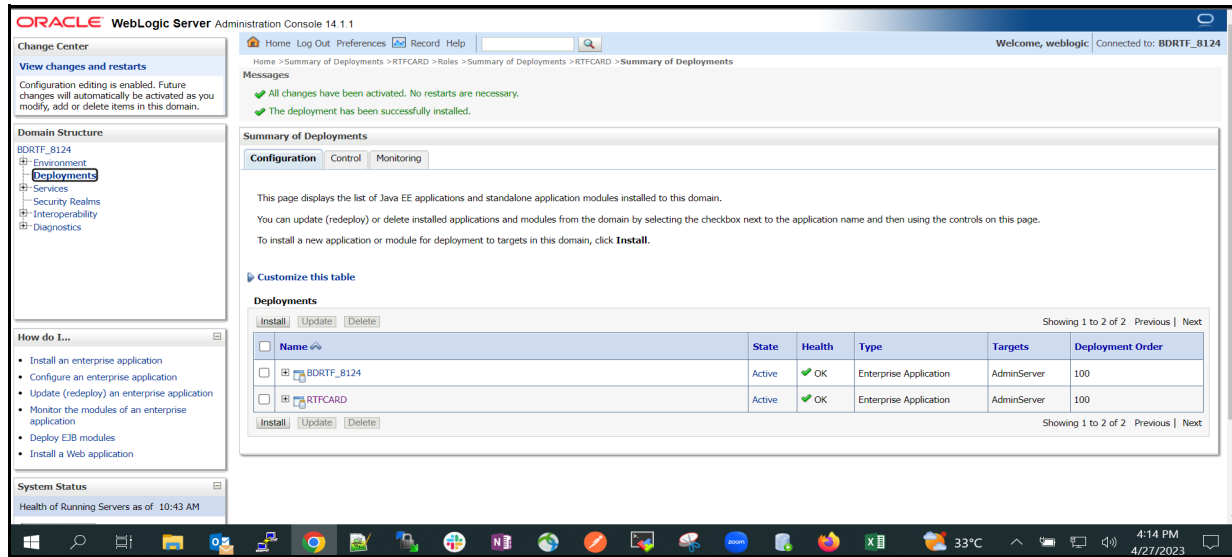 ORACLE WebLogic Server Administration Console 14.1.1
Change Center
View changes and restarts
Configuration editing is enabled. Future
changes will automatically be activated as you
modify, add or delete items in this domain.
Domain Structure
BDRTF_8124
Environment
Deployments
Services
Security Realms
Interoperability
Diagnostics
How do I...
Install an enterprise application
Configure an enterprise application
Update (redeploy) an enterprise application
Monitor the modules of an enterprise
application
Deploy EJB modules
Install a Web application
System Status
Health of Running Servers as of 10:43 AM
Home Log Out Preferences Record Help
Welcome, weblogic Connected to: BDRTF_8124
Home >Summary of Deployments >RTFCARD >Roles >Summary of Deployments >RTFCARD >Summary of Deployments
Messages
All changes have been activated. No restarts are necessary.
The deployment has been successfully installed.
Summary of Deployments
Configuration Control Monitoring
This page displays the list of Java EE applications and standalone application modules installed to this domain.
You can update (redeploy) or delete installed applications and modules from the domain by selecting the checkbox next to the application name and then using the controls on this page.
To install a new application or module for deployment to targets in this domain, click Install.
Customize this table
Deployments
Install Update Delete Showing 1 to 2 of 2 Previous | Next
Name State Health Type Targets Deployment Order
BDRTF_8124 Active OK Enterprise Application AdminServer 100
RTFCARD Active OK Enterprise Application AdminServer 100
Install Update Delete Showing 1 to 2 of 2 Previous | Next
zoom
33°C
4:14 PM
4/27/2023